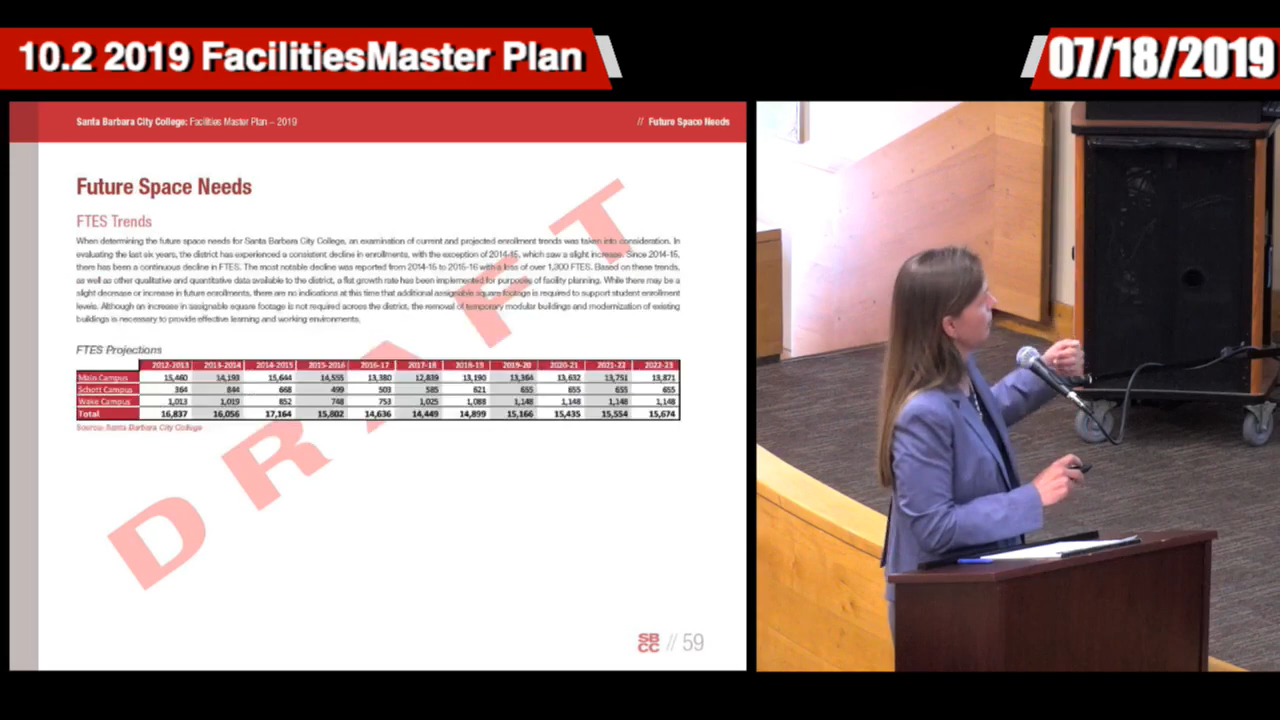 10.2 2019 FacilitiesMaster Plan
07/18/2019
Santa Barbara City College: Facilities Master Plan – 2019
// Future Space Needs
Future Space Needs
FTES Trends
When determining the future space needs for Santa Barbara City College, an examination of current and projected enrollment trends was taken into consideration. In
evaluating the last six years, the district has experienced a consistent decline in enrollments, with the exception of 2014-15, which saw a slight increase. Since 2014-15,
there has been a continuous decline in FTES. The most notable decline was reported from 2014-15 to 2015-16 with a loss of over 1,300 FTES. Based on these trends,
as well as other qualitative and quantitative data available to the district, a flat growth rate has been implemented for purposes of facility planning. While there may be a
slight decrease or increase in future enrollments, there are no indications at this time that additional assignable square footage is required to support student enrollment
levels. Although an increase in assignable square footage is not required across the district, the removal of temporary modular buildings and modernization of existing
buildings is necessary to provide effective learning and working environments.
FTES Projections
2012-2013 2013-2014 2014-2015 2015-2016 2016-17 2017-18 2018-19 2019-20 2020-21 2021-22 2022-23
Main Campus 15,460 14,193 15,644 14,555 13,380 12,839 13,190 13,364 13,632 13,751 13,871
Schott Campus 364 844 668 499 503 585 621 655 655 655 655
Wake Campus 1,013 1,019 852 748 753 1,025 1,088 1,148 1,148 1,148 1,148
Total 16,837 16,056 17,164 15,802 14,636 14,449 14,899 15,166 15,435 15,554 15,674
Source: Santa Barbara City College
DRAFT
SB
CC // 59